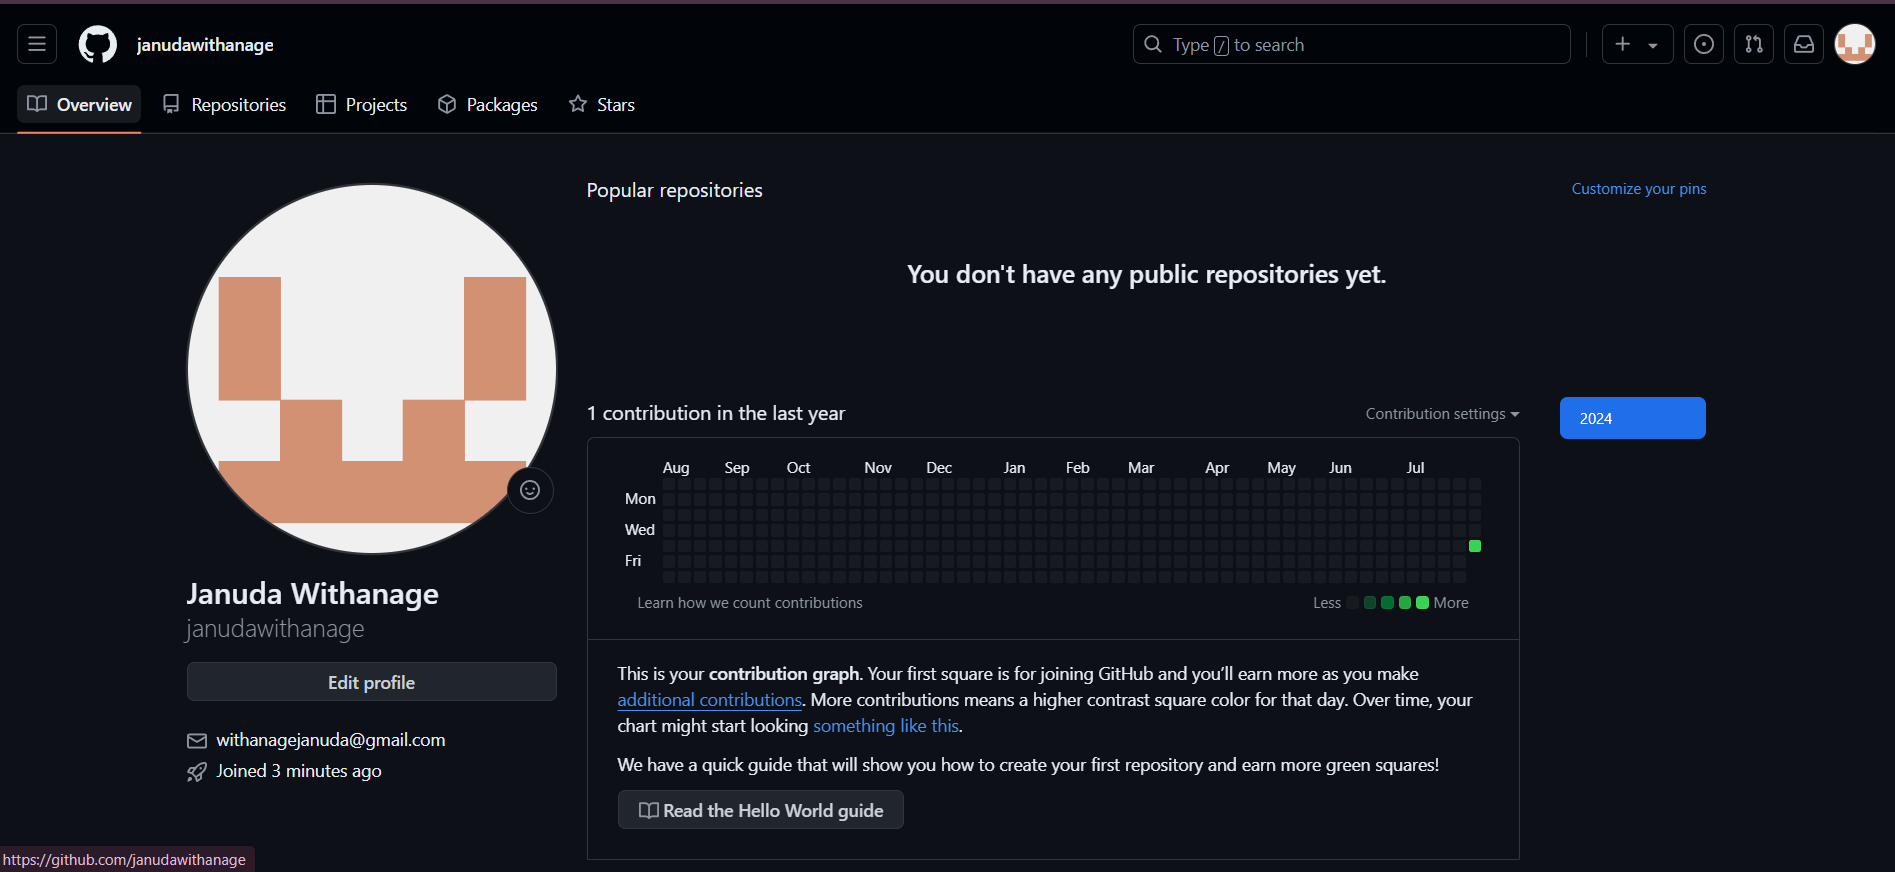 janudawithanage
Type / to search
Overview Repositories Projects Packages Stars
Popular repositories
Customize your pins
You don't have any public repositories yet.
1 contribution in the last year
Contribution settings
2024
Aug Sep Oct Nov Dec Jan Feb Mar Apr May Jun Jul
Mon
Wed
Fri
Learn how we count contributions
Less More
This is your contribution graph. Your first square is for joining GitHub and you’ll earn more as you make
additional contributions. More contributions means a higher contrast square color for that day. Over time, your
chart might start looking something like this.
We have a quick guide that will show you how to create your first repository and earn more green squares!
Read the Hello World guide
Januda Withanage
janudawithanage
Edit profile
withanagejanuda@gmail.com
Joined 3 minutes ago
https://github.com/janudawithanage